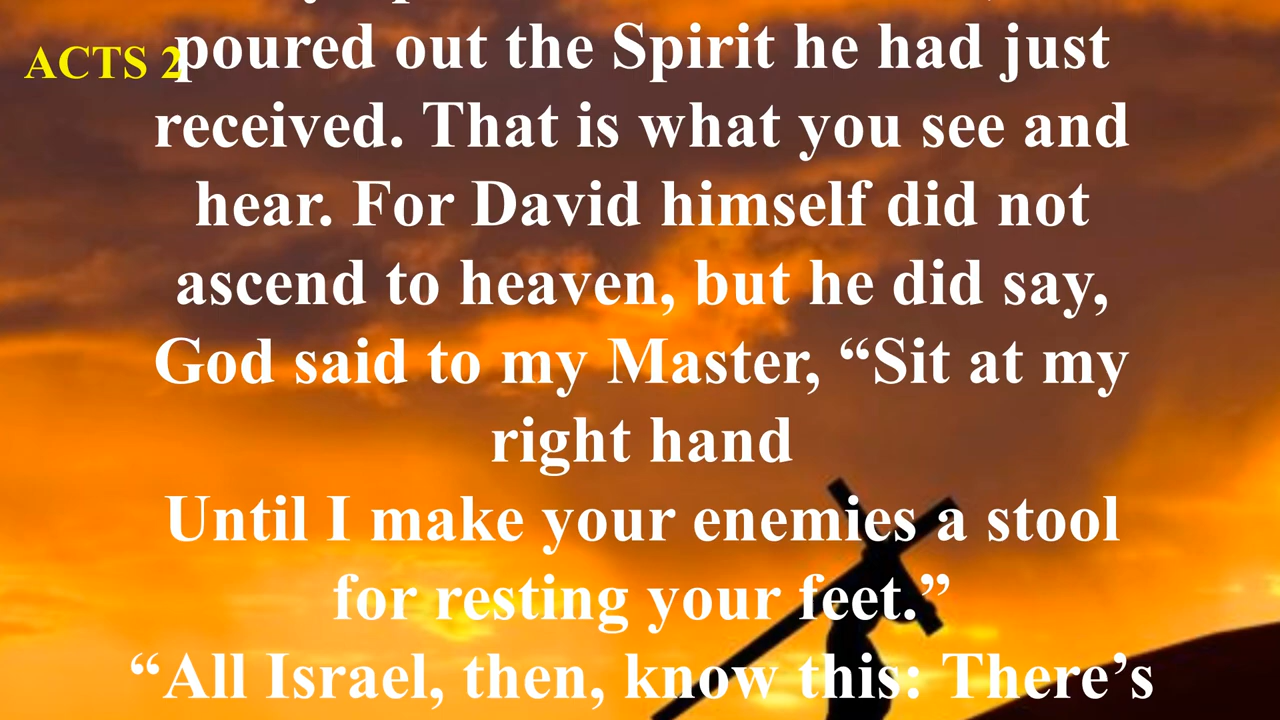 ACTS 2
poured out the Spirit he had just
received. That is what you see and
hear. For David himself did not
ascend to heaven, but he did say,
God said to my Master, “Sit at my
right hand
Until I make your enemies a stool
for resting your feet.”
“All Israel, then, know this: There’s